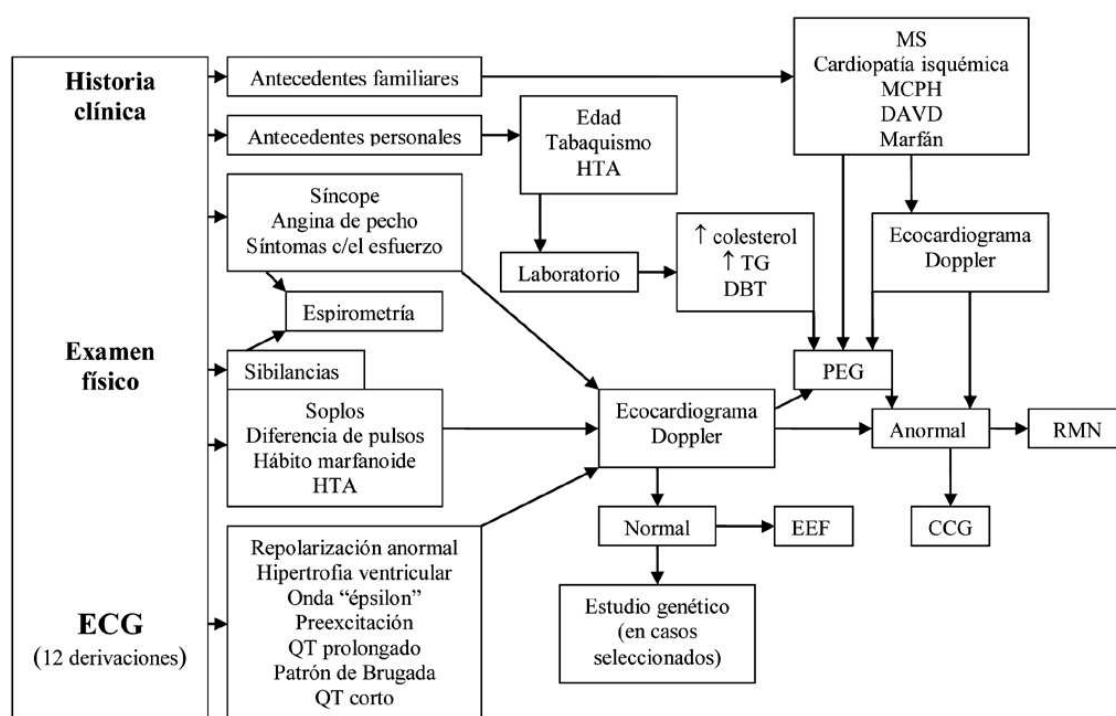 Historia
clínica
Examen
físico
ECG
(12 derivaciones)
Antecedentes familiares
Antecedentes personales
Síncope
Angina de pecho
Síntomas c/el esfuerzo
Espirometría
Sibilancias
Soplos
Diferencia de pulsos
Hábito marfanoide
HTA
Repolarización anormal
Hipertrofia ventricular
Onda “épsilon”
Preexcitación
QT prolongado
Patrón de Brugada
QT corto
Edad
Tabaquismo
HTA
Laboratorio
↑ colesterol
↑ TG
DBT
MS
Cardiopatía isquémica
MCPH
DAVD
Marfán
Ecocardiograma
Doppler
PEG
Ecocardiograma
Doppler
Anormal
RMN
Normal
EEF
CCG
Estudio genético
(en casos
seleccionados)